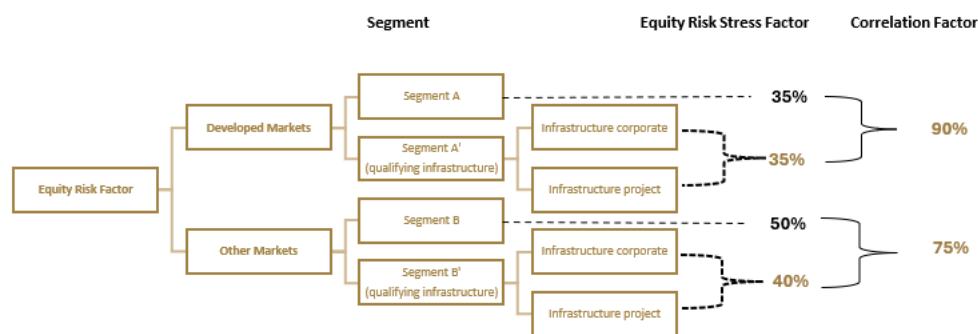 Segment
Equity Risk Stress Factor
Correlation Factor
Segment A
35%
Developed Markets
Infrastructure corporate
90%
Segment A'
(qualifying infrastructure)
35%
Infrastructure project
Equity Risk Factor
Segment B
50%
Other Markets
Infrastructure corporate
75%
Segment B'
(qualifying infrastructure)
40%
Infrastructure project